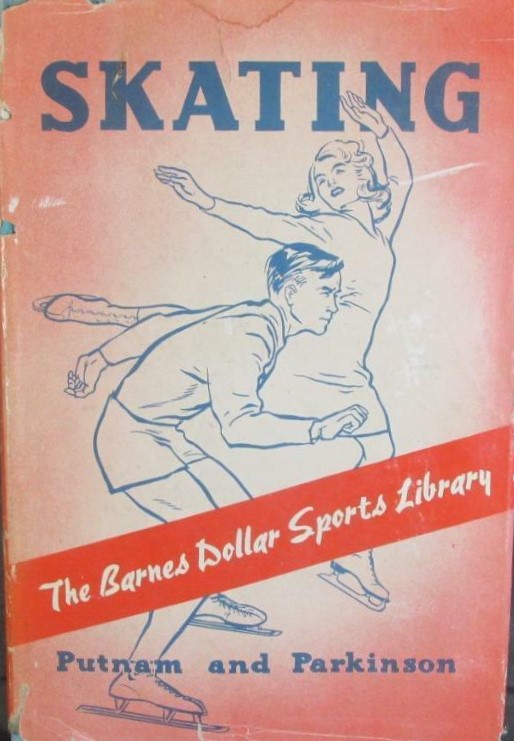 SKATING
The Barnes Dollar Sports Library
Putnam and Parkinson